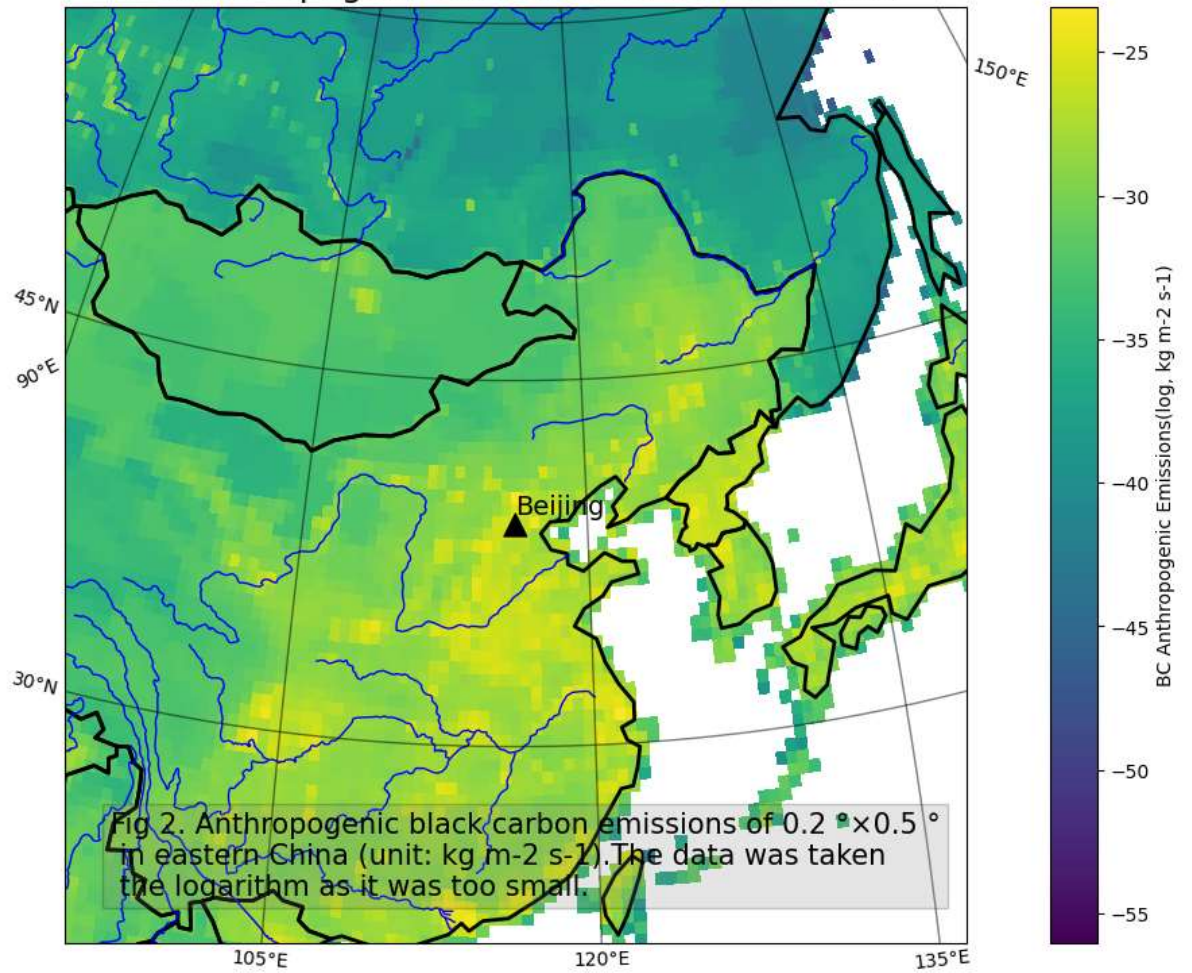 150°E
45°N
90°E
30°N
105°E
120°E
135°E
Beijing
Fig 2. Anthropogenic black carbon emissions of 0.2 °×0.5 °
in eastern China (unit: kg m-2 s-1).The data was taken
the logarithm as it was too small.
−25
−30
−35
−40
−45
−50
−55
BC Anthropogenic Emissions(log, kg m-2 s-1)